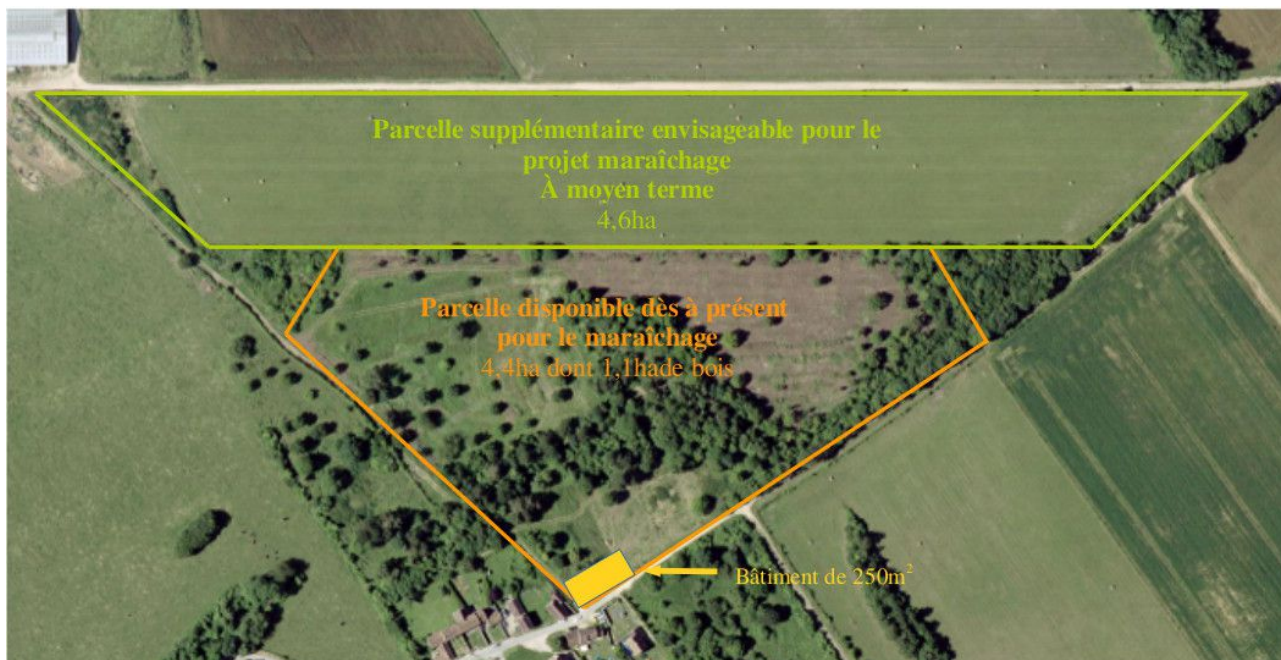 Parcelle supplémentaire envisageable pour le
projet maraîchage
À moyen terme
4,6ha
Parcelle disponible dès à présent
pour le maraîchage
4,4ha dont 1,1hade bois
Bâtiment de 250m²